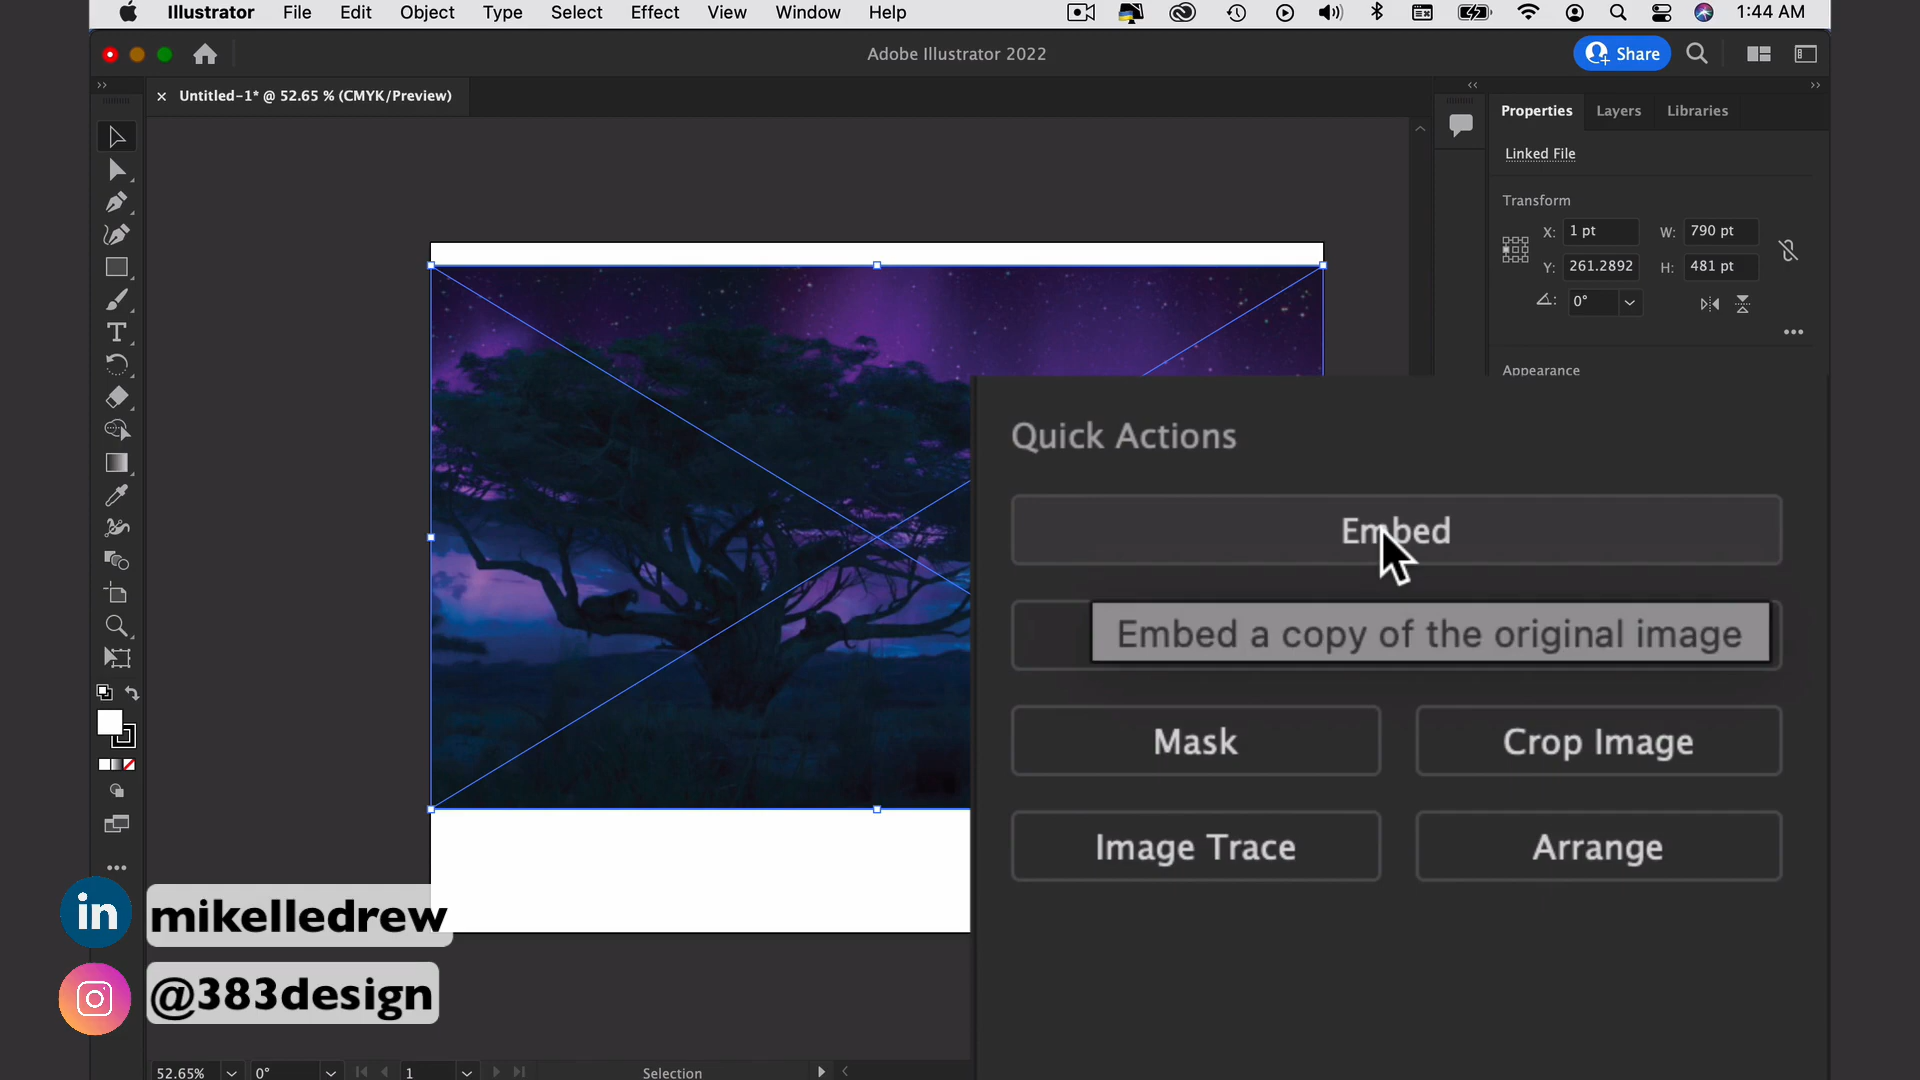 Illustrator File Edit Object Type Select Effect View Window Help 1:44 AM
Adobe Illustrator 2022
Share
Untitled-1* @ 52.65 % (CMYK/Preview)
Properties Layers Libraries
Linked File
Transform
X: 1 pt W: 790 pt
Y: 261.2892 H: 481 pt
0°
Appearance
Quick Actions
Embed
Embed a copy of the original image
Mask Crop Image
Image Trace Arrange
in mikelledrew
@383design
52.65% 0° 1 Selection